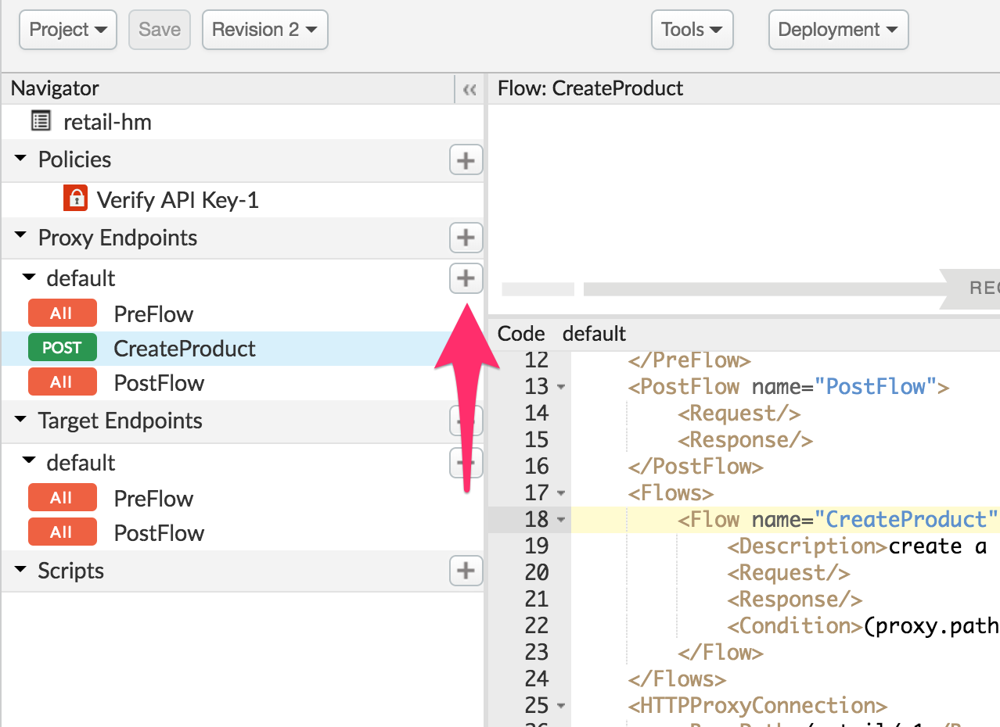 Project
Save
Revision 2
Tools
Deployment
Navigator
Flow: CreateProduct
retail-hm
Policies
Verify API Key-1
Proxy Endpoints
default
All PreFlow
POST CreateProduct
All PostFlow
Target Endpoints
default
All PreFlow
All PostFlow
Scripts
Code default
12 </PreFlow>
13 <PostFlow name="PostFlow">
14 <Request/>
15 <Response/>
16 </PostFlow>
17 <Flows>
18 <Flow name="CreateProduct"
19 <Description>create a
20 <Request/>
21 <Response/>
22 <Condition>(proxy.path
23 </Flow>
24 </Flows>
25 <HTTPProxyConnection>